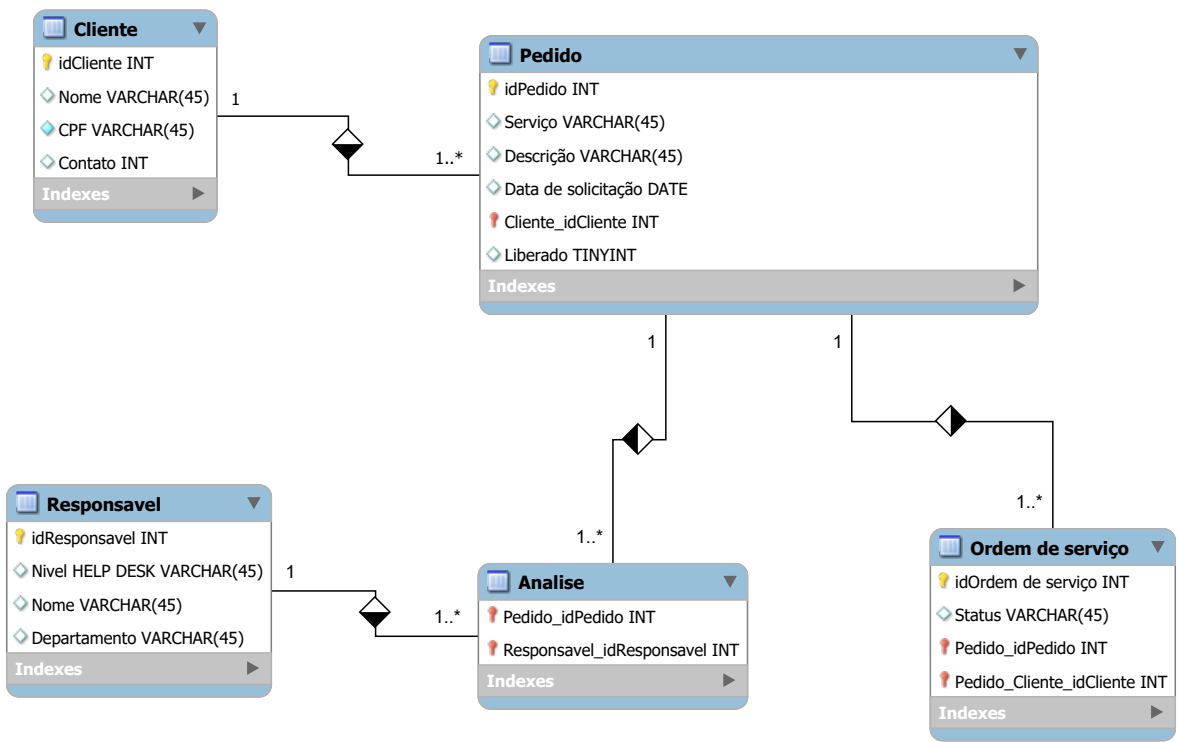 Cliente
idCliente INT
Nome VARCHAR(45)
CPF VARCHAR(45)
Contato INT
Indexes
1
1..*
Pedido
idPedido INT
Serviço VARCHAR(45)
Descrição VARCHAR(45)
Data de solicitação DATE
Cliente_idCliente INT
Liberado TINYINT
Indexes
1
1
1..*
1..*
Responsavel
idResponsavel INT
Nivel HELP DESK VARCHAR(45)
Nome VARCHAR(45)
Departamento VARCHAR(45)
Indexes
1
1..*
Analise
Pedido_idPedido INT
Responsavel_idResponsavel INT
Indexes
Ordem de serviço
idOrdem de serviço INT
Status VARCHAR(45)
Pedido_idPedido INT
Pedido_Cliente_idCliente INT
Indexes